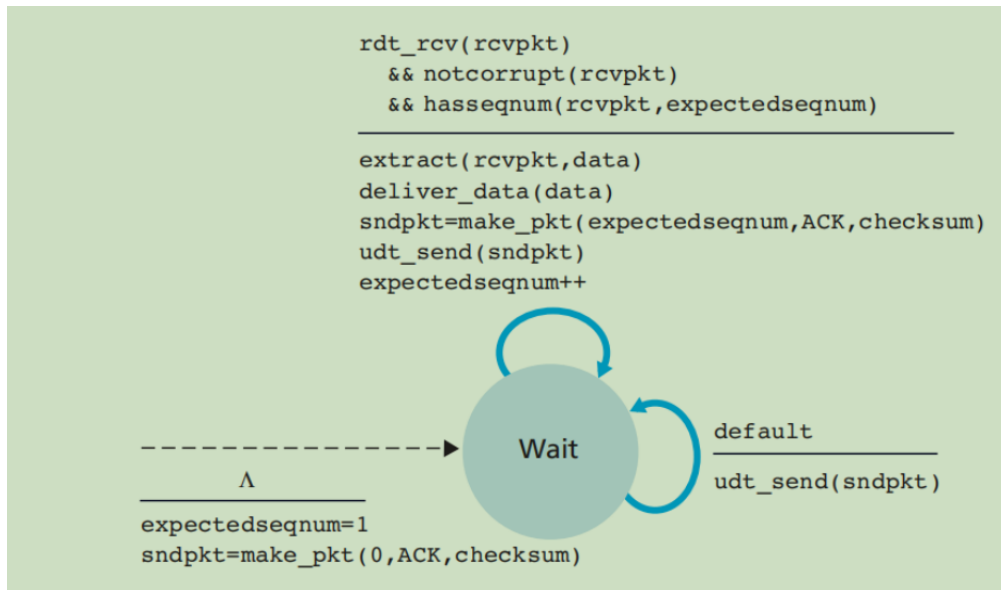 rdt_rcv(rcvpkt)
&& notcorrupt(rcvpkt)
&& hasseqnum(rcvpkt,expectedseqnum)
extract(rcvpkt,data)
deliver_data(data)
sndpkt=make_pkt(expectedseqnum,ACK,checksum)
udt_send(sndpkt)
expectedseqnum++
Wait
default
udt_send(sndpkt)
Λ
expectedseqnum=1
sndpkt=make_pkt(0,ACK,checksum)